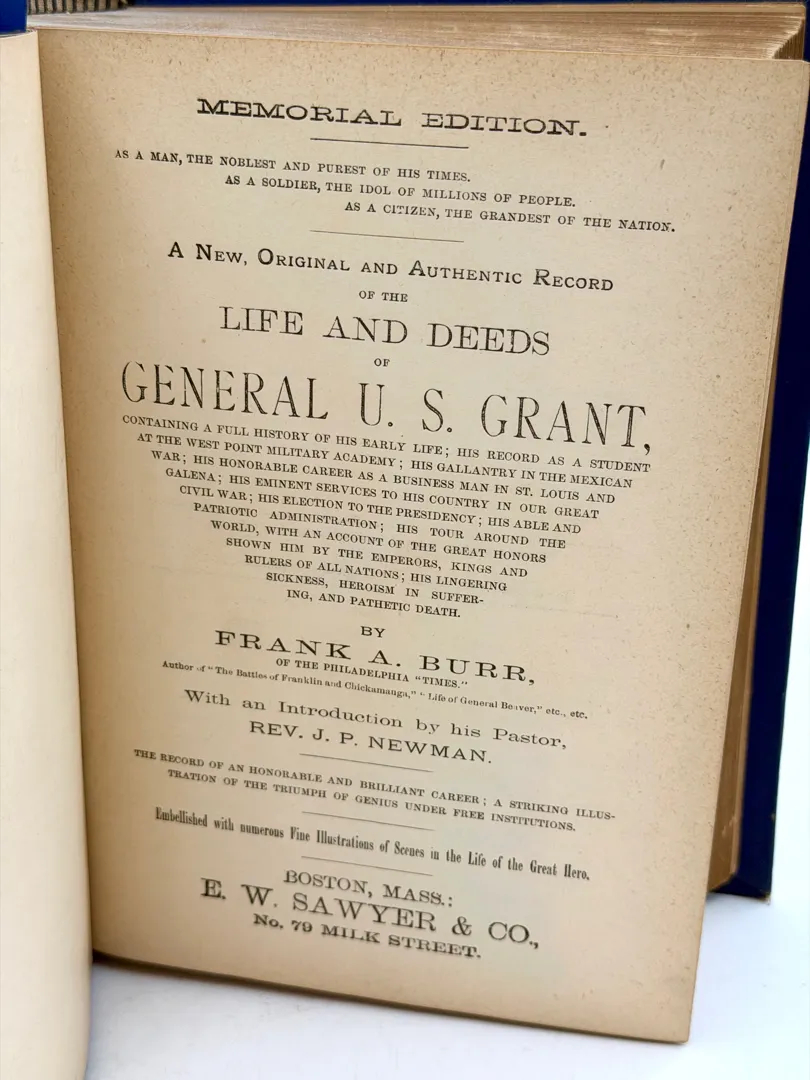 MEMORIAL EDITION.
AS A MAN, THE NOBLEST AND PUREST OF HIS TIMES.
AS A SOLDIER, THE IDOL OF MILLIONS OF PEOPLE.
AS A CITIZEN, THE GRANDEST OF THE NATION.
A NEW, ORIGINAL AND AUTHENTIC RECORD
OF THE
LIFE AND DEEDS
OF
GENERAL U. S. GRANT,
CONTAINING A FULL HISTORY OF HIS EARLY LIFE; HIS RECORD AS A STUDENT
AT THE WEST POINT MILITARY ACADEMY; HIS GALLANTRY IN THE MEXICAN
WAR; HIS HONORABLE CAREER AS A BUSINESS MAN IN ST. LOUIS AND
GALENA; HIS EMINENT SERVICES TO HIS COUNTRY IN OUR GREAT
CIVIL WAR; HIS ELECTION TO THE PRESIDENCY; HIS ABLE AND
PATRIOTIC ADMINISTRATION; HIS TOUR AROUND THE
WORLD, WITH AN ACCOUNT OF THE GREAT HONORS
SHOWN HIM BY THE EMPERORS, KINGS AND
RULERS OF ALL NATIONS; HIS LINGERING
SICKNESS, HEROISM IN SUFFER-
ING, AND PATHETIC DEATH.
BY
FRANK A. BURR,
OF THE PHILADELPHIA "TIMES."
Author of "The Battles of Franklin and Chickamauga," "Life of General Beaver," etc., etc.
With an Introduction by his Pastor,
REV. J. P. NEWMAN.
THE RECORD OF AN HONORABLE AND BRILLIANT CAREER; A STRIKING ILLUS-
TRATION OF THE TRIUMPH OF GENIUS UNDER FREE INSTITUTIONS.
Embellished with numerous Fine Illustrations of Scenes in the Life of the Great Hero.
BOSTON, MASS.:
E. W. SAWYER & CO.,
No. 79 MILK STREET.